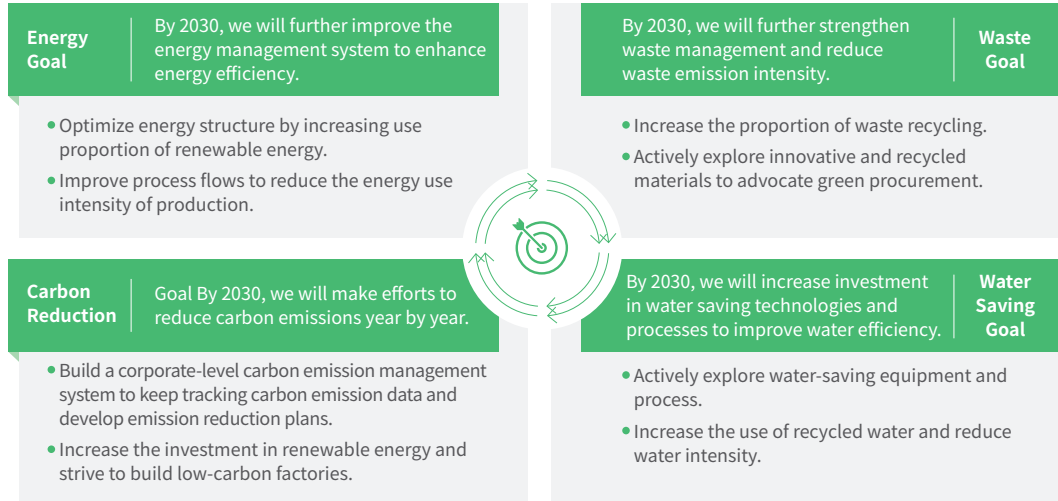 Energy
Goal
By 2030, we will further improve the
energy management system to enhance
energy efficiency.
• Optimize energy structure by increasing use
proportion of renewable energy.
• Improve process flows to reduce the energy use
intensity of production.
By 2030, we will further strengthen
waste management and reduce
waste emission intensity.
Waste
Goal
• Increase the proportion of waste recycling.
• Actively explore innovative and recycled
materials to advocate green procurement.
Carbon
Reduction
Goal By 2030, we will make efforts to
reduce carbon emissions year by year.
• Build a corporate-level carbon emission management
system to keep tracking carbon emission data and
develop emission reduction plans.
• Increase the investment in renewable energy and
strive to build low-carbon factories.
By 2030, we will increase investment
in water saving technologies and
processes to improve water efficiency.
Water
Saving
Goal
• Actively explore water-saving equipment and
process.
• Increase the use of recycled water and reduce
water intensity.